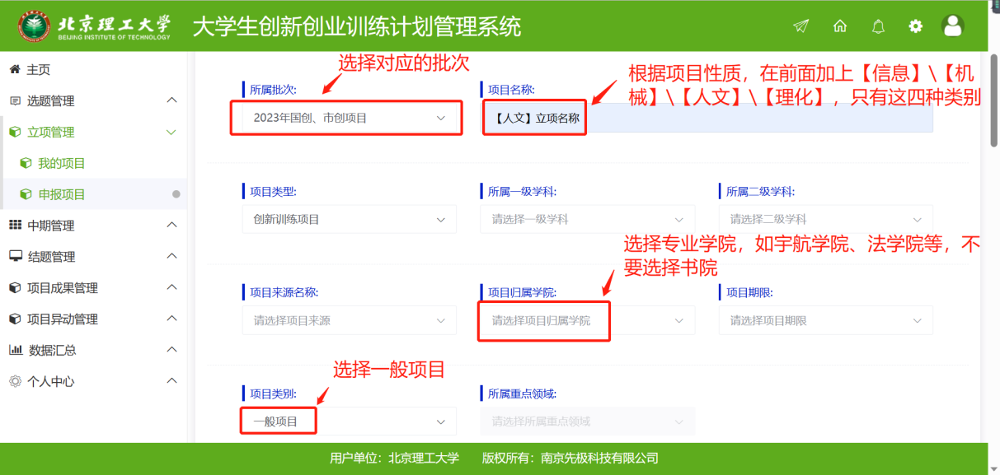 北京理工大学
BEIJING INSTITUTE OF TECHNOLOGY
大学生创新创业训练计划管理系统
主页
选题管理
立项管理
我的项目
申报项目
中期管理
结题管理
项目成果管理
项目异动管理
数据汇总
个人中心
选择对应的批次
根据项目性质，在前面加上【信息】\【机
械】\【人文】\【理化】，只有这四种类别
所属批次:
项目名称:
2023年国创、市创项目
【人文】立项名称
项目类型:
所属一级学科:
所属二级学科:
创新训练项目
请选择一级学科
请选择二级学科
选择专业学院，如宇航学院、法学院等，不
要选择书院
项目来源名称:
项目归属学院:
项目期限:
请选择项目来源
请选择项目归属学院
请选择项目期限
选择一般项目
项目类别:
所属重点领域:
一般项目
请选择所属重点领域
用户单位：北京理工大学 版权所有：南京先极科技有限公司